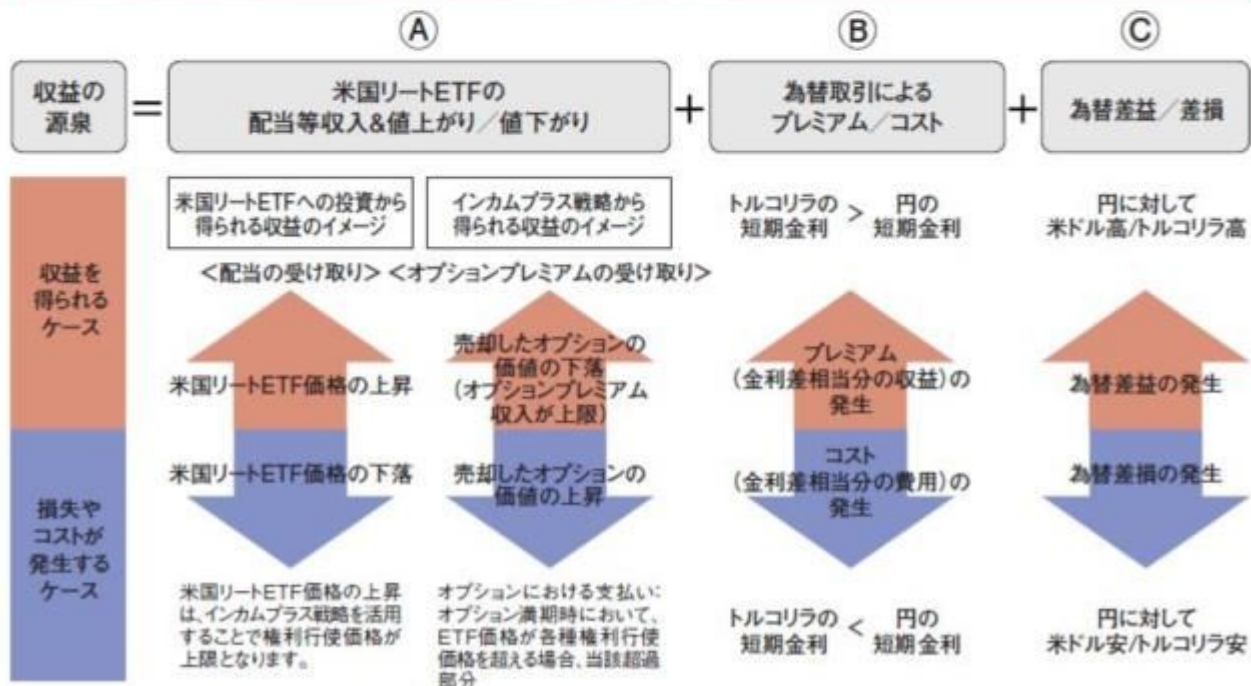 Ⓐ
Ⓑ
Ⓒ
収益の
源泉
=
米国リートETFの
配当等収入&値上がり/値下がり
+
為替取引による
プレミアム/コスト
+
為替差益/差損
収益を
得られる
ケース
損失や
コストが
発生する
ケース
米国リートETFへの投資から
得られる収益のイメージ
<配当の受け取り>
米国リートETF価格の上昇
米国リートETF価格の下落
米国リートETF価格の上昇
は、インカムプラス戦略を活用
することで権利行使価格が
上限となります。
インカムプラス戦略から
得られる収益のイメージ
<オプションプレミアムの受け取り>
売却したオプションの
価値の下落
(オプションプレミアム
収入が上限)
売却したオプションの
価値の上昇
オプションにおける支払い:
オプション満期時において、
ETF価格が各種権利行使
価格を超える場合、当該超過
部分
トルコリラの
短期金利
>
円の
短期金利
プレミアム
(金利差相当分の収益)の
発生
コスト
(金利差相当分の費用)の
発生
トルコリラの
短期金利
<
円の
短期金利
円に対して
米ドル高/トルコリラ高
為替差益の発生
為替差損の発生
円に対して
米ドル安/トルコリラ安